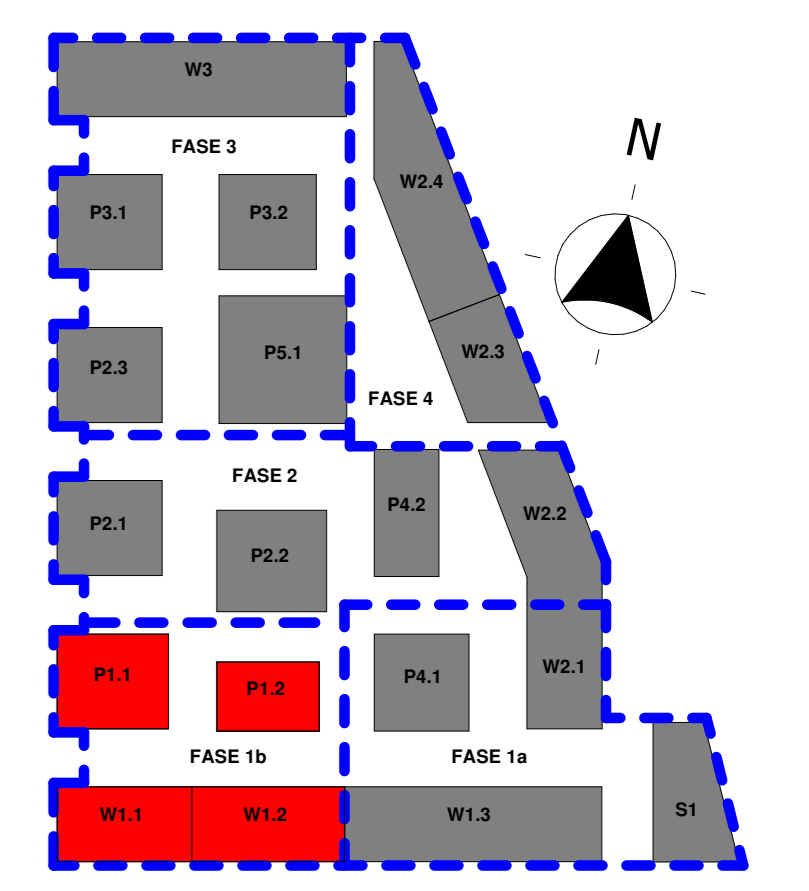 W3
N
FASE 3
W2.4
P3.1
P3.2
P5.1
W2.3
P2.3
FASE 4
FASE 2
P4.2
W2.2
P2.1
P2.2
P1.1
P1.2
P4.1
W2.1
FASE 1b
FASE 1a
W1.1
W1.2
W1.3
S1